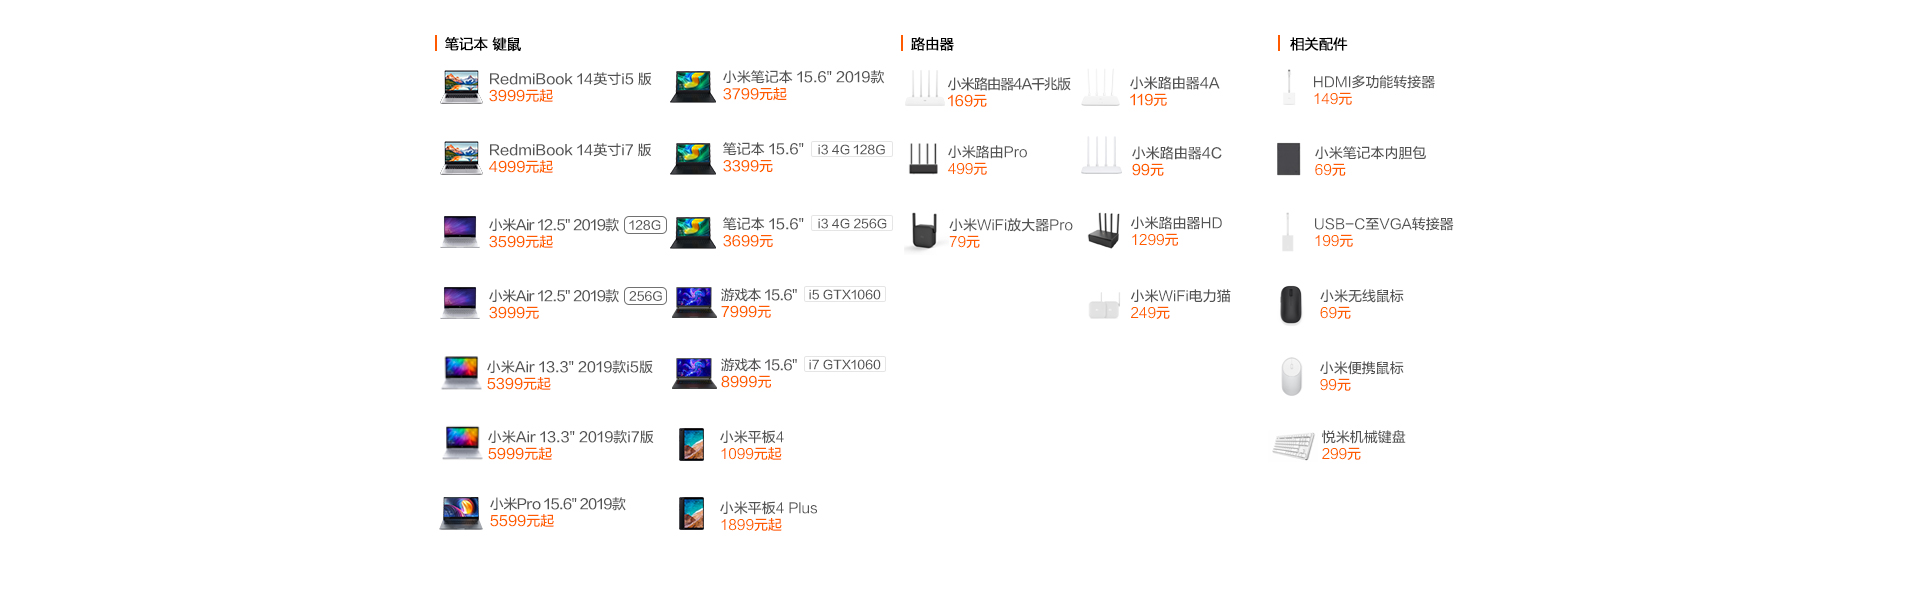 笔记本 键鼠
RedmiBook 14英寸i5 版
3999元起
RedmiBook 14英寸i7 版
4999元起
小米Air 12.5" 2019款 128G
3599元起
小米Air 12.5" 2019款 256G
3999元
小米Air 13.3" 2019款i5版
5399元起
小米Air 13.3" 2019款i7版
5999元起
小米Pro 15.6" 2019款
5599元起
小米笔记本 15.6" 2019款
3799元起
笔记本 15.6" i3 4G 128G
3399元
笔记本 15.6" i3 4G 256G
3699元
游戏本 15.6" i5 GTX1060
7999元
游戏本 15.6" i7 GTX1060
8999元
小米平板4
1099元起
小米平板4 Plus
1899元起
路由器
小米路由器4A千兆版
169元
小米路由Pro
499元
小米WiFi放大器Pro
79元
小米路由器4A
119元
小米路由器4C
99元
小米路由器HD
1299元
小米WiFi电力猫
249元
相关配件
HDMI多功能转接器
149元
小米笔记本内胆包
69元
USB-C至VGA转接器
199元
小米无线鼠标
69元
小米便携鼠标
99元
悦米机械键盘
299元